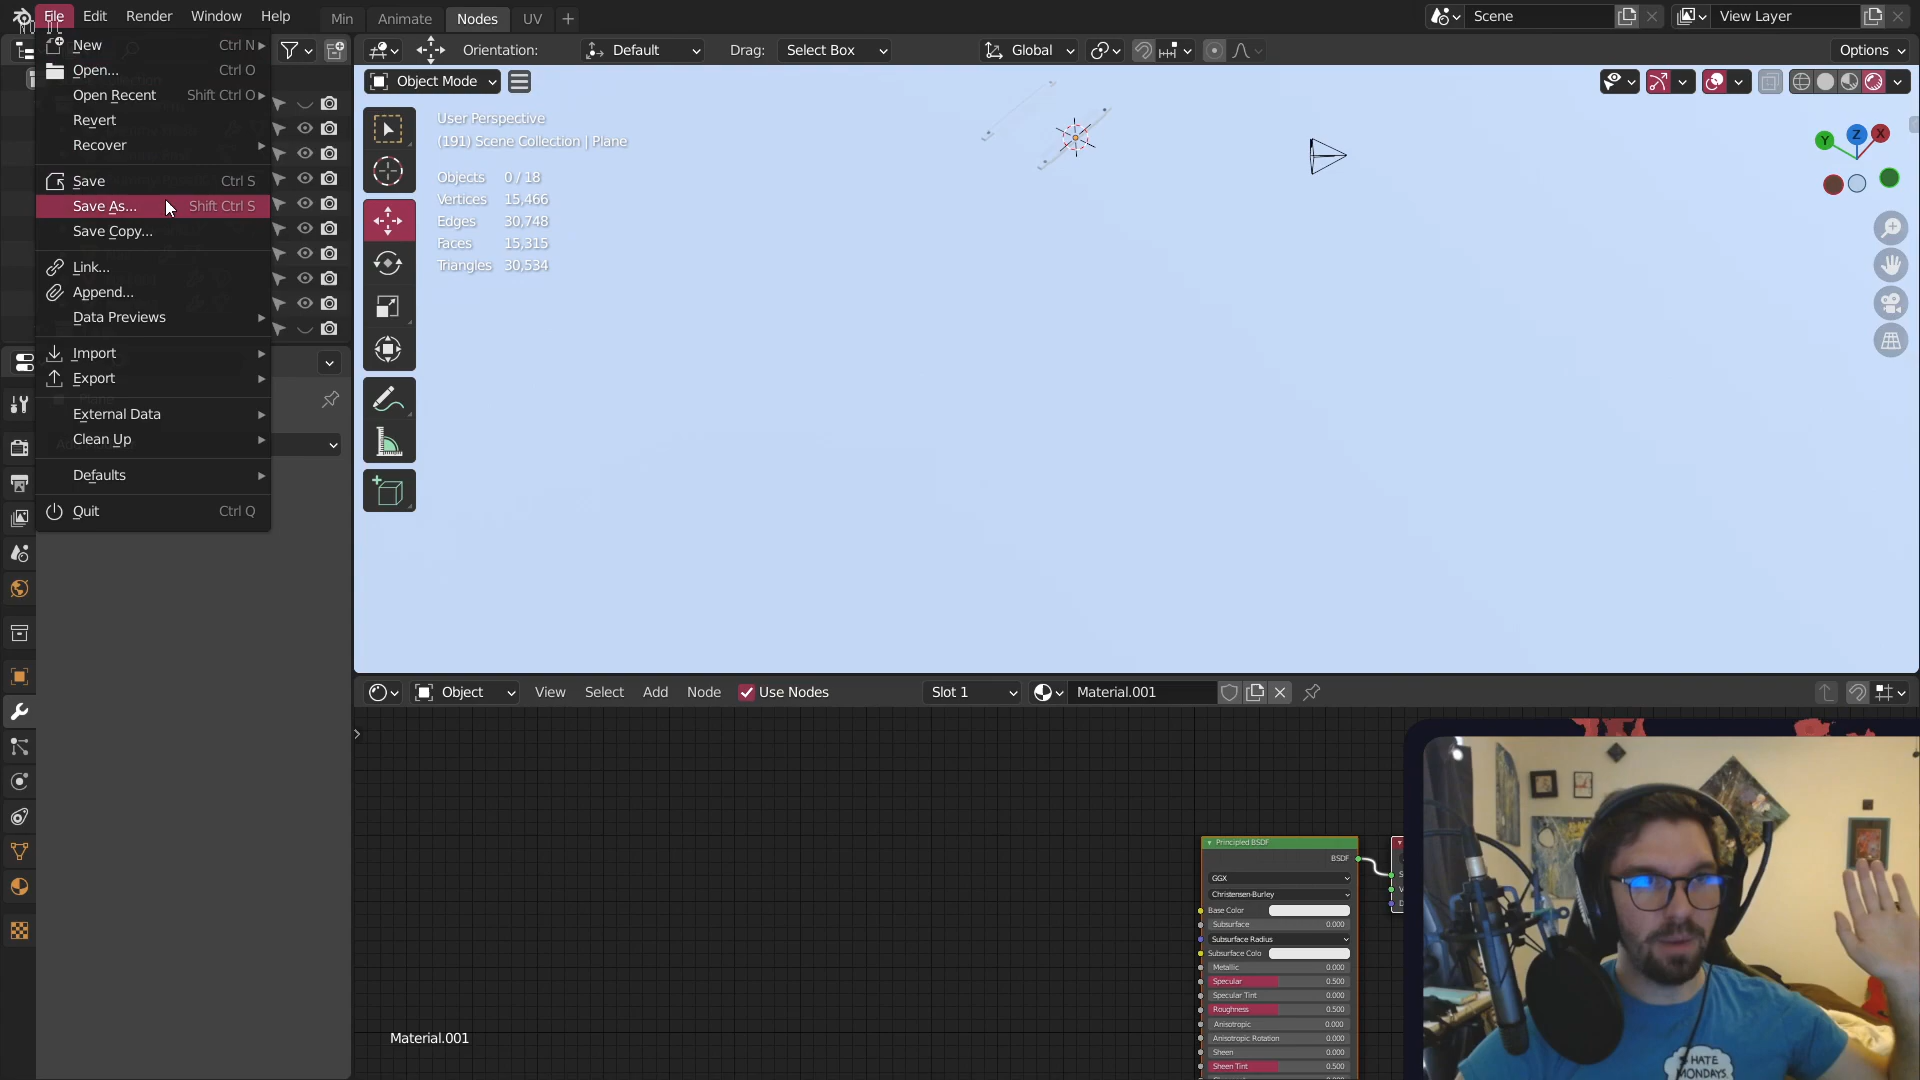 File Edit Render Window Help Min Animate Nodes UV + Scene View Layer
New Ctrl N
Open... Ctrl O
Open Recent Shift Ctrl O
Revert
Recover
Save Ctrl S
Save As... Shift Ctrl S
Save Copy...
Link...
Append...
Data Previews
Import
Export
External Data
Clean Up
Defaults
Quit Ctrl Q
Orientation: Default Drag: Select Box Global Options
Object Mode
User Perspective
(191) Scene Collection | Plane
Objects 0 / 18
Vertices 15,466
Edges 30,748
Faces 15,315
Triangles 30,534
Y Z X
Object View Select Add Node Use Nodes Slot 1 Material.001
Principled BSDF
BSDF
GGX
Christensen-Burley
Base Color
Subsurface 0.000
Subsurface Radius
Subsurface Colo
Metallic 0.000
Specular 0.500
Specular Tint 0.000
Roughness 0.500
Anisotropic 0.000
Anisotropic Rotation 0.000
Sheen 0.000
Sheen Tint 0.500
Material.001
HATE
MONDAYS